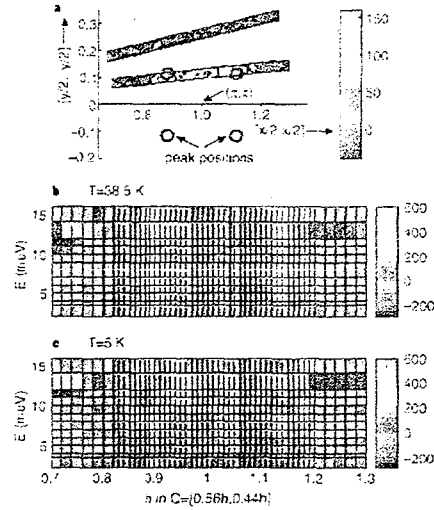 a
[y/2, y/2]
0.3
0.2
0.1
0
−0.1
−0.2
0.8
1.0
1.2
(π,π)
[x/2, x/2]
peak positions
150
100
50
0
b T=38.5 K
E (meV)
15
10
5
600
400
200
0
−200
c T=5 K
E (meV)
15
10
5
600
400
200
0
−200
0.7 0.8 0.9 1 1.1 1.2 1.3
h in Q=[0.56h,0.44h]